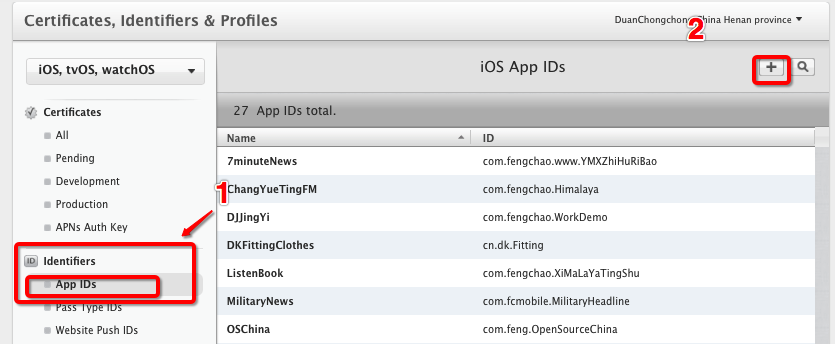 Certificates, Identifiers & Profiles
DuanChongchong China Henan province
2
iOS, tvOS, watchOS
iOS App IDs
+
27 App IDs total.
Certificates
All
Pending
Development
Production
APNs Auth Key
1
ID Identifiers
App IDs
Pass Type IDs
Website Push IDs
Name ID
7minuteNews com.fengchao.www.YMXZhiHuRiBao
ChangYueTingFM com.fengchao.Himalaya
DJJingYi com.fengchao.WorkDemo
DKFittingClothes cn.dk.Fitting
ListenBook com.fengchao.XiMaLaYaTingShu
MilitaryNews com.fcmobile.MilitaryHeadline
OSChina com.feng.OpenSourceChina